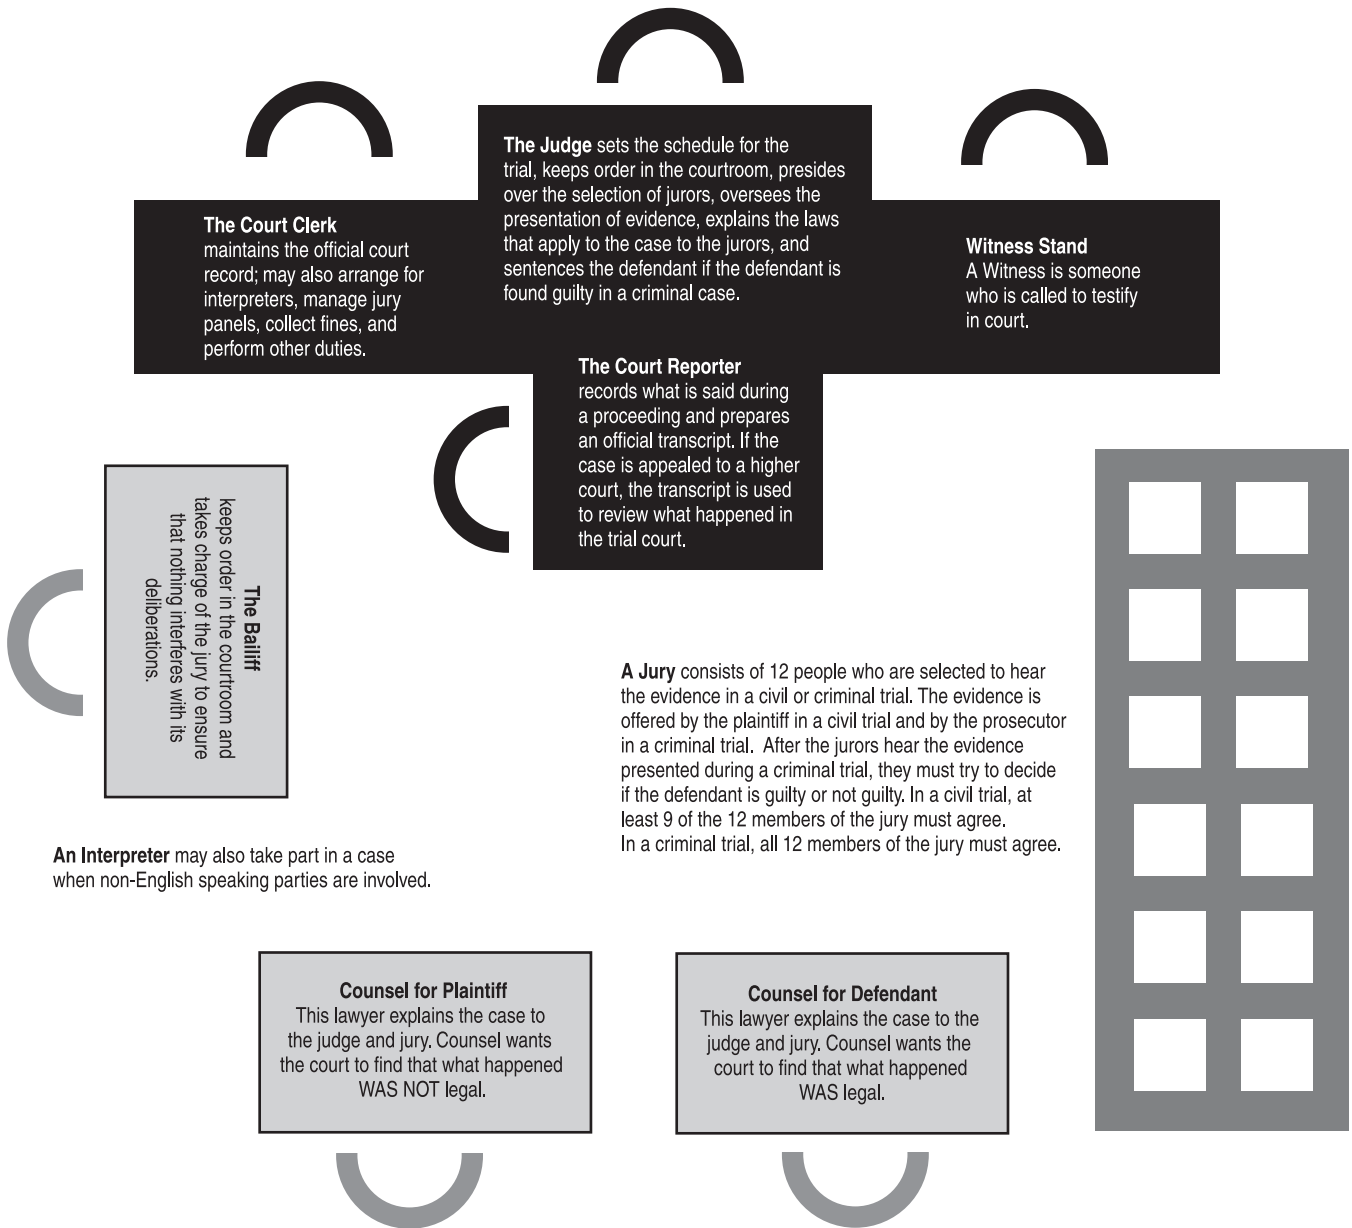 The Judge sets the schedule for the
trial, keeps order in the courtroom, presides
over the selection of jurors, oversees the
presentation of evidence, explains the laws
that apply to the case to the jurors, and
sentences the defendant if the defendant is
found guilty in a criminal case.
The Court Clerk
maintains the official court
record; may also arrange for
interpreters, manage jury
panels, collect fines, and
perform other duties.
Witness Stand
A Witness is someone
who is called to testify
in court.
The Court Reporter
records what is said during
a proceeding and prepares
an official transcript. If the
case is appealed to a higher
court, the transcript is used
to review what happened in
the trial court.
The Bailiff
keeps order in the courtroom and
takes charge of the jury to ensure
that nothing interferes with its
deliberations.
A Jury consists of 12 people who are selected to hear
the evidence in a civil or criminal trial. The evidence is
offered by the plaintiff in a civil trial and by the prosecutor
in a criminal trial.  After the jurors hear the evidence
presented during a criminal trial, they must try to decide
if the defendant is guilty or not guilty. In a civil trial, at
least 9 of the 12 members of the jury must agree.
In a criminal trial, all 12 members of the jury must agree.
An Interpreter may also take part in a case
when non-English speaking parties are involved.
Counsel for Plaintiff
This lawyer explains the case to
the judge and jury. Counsel wants
the court to find that what happened
WAS NOT legal.
Counsel for Defendant
This lawyer explains the case to the
judge and jury. Counsel wants the
court to find that what happened
WAS legal.